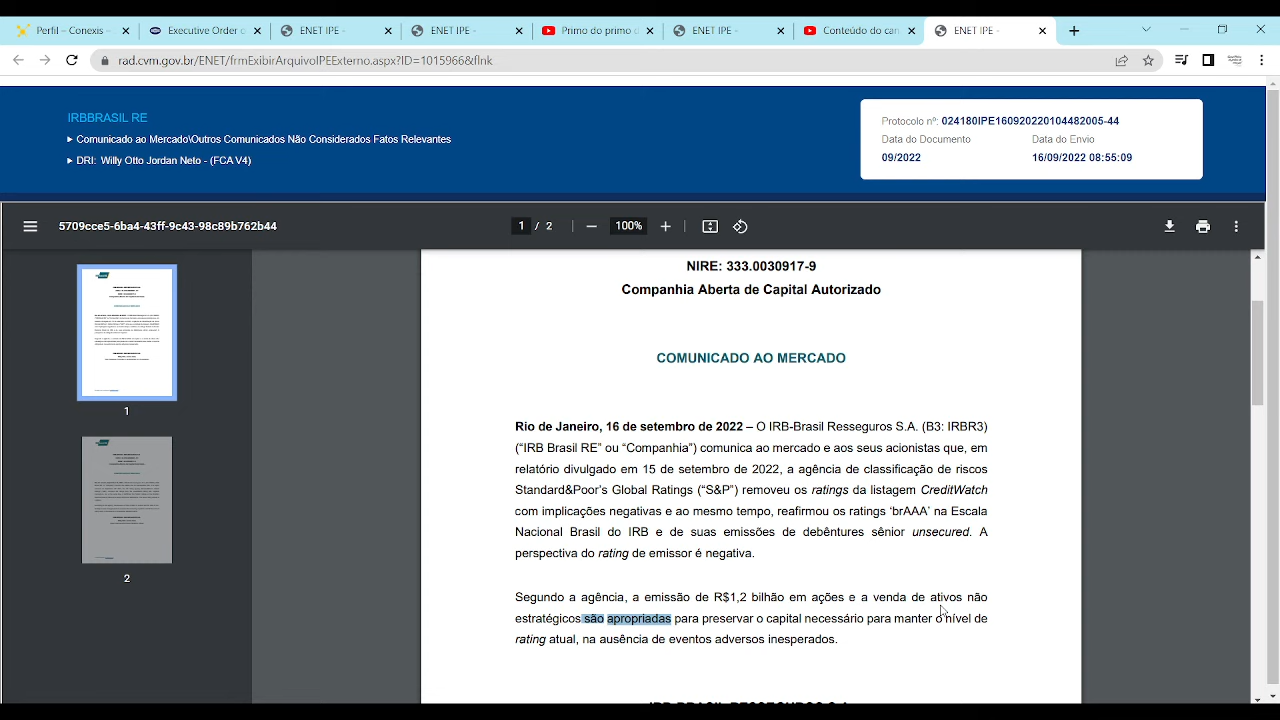 Perfil – Conexis -
Executive Order o
ENET IPE -
ENET IPE -
Primo do primo d
ENET IPE -
Conteúdo do can
ENET IPE -
rad.cvm.gov.br/ENET/frmExibirArquivoIPEExterno.aspx?ID=1015966&flnk
IRBBRASIL RE
Comunicado ao Mercado/Outros Comunicados Não Considerados Fatos Relevantes
DRI: Willy Otto Jordan Neto - (FCA V4)
Protocolo nº: 024180IPE160920220104482005-44
Data do Documento Data do Envio
09/2022 16/09/2022 08:55:09
5709cce5-6ba4-43ff-9c43-98c89b762b44
1 / 2
100%
1
2
NIRE: 333.0030917-9
Companhia Aberta de Capital Autorizado
COMUNICADO AO MERCADO
Rio de Janeiro, 16 de setembro de 2022 – O IRB-Brasil Resseguros S.A. (B3: IRBR3)
(“IRB Brasil RE” ou “Companhia”) comunica ao mercado e aos seus acionistas que, em
relatório divulgado em 15 de setembro de 2022, a agência de classificação de riscos
Standard&Poor’s Global Ratings (“S&P”) removeu os ratings da listagem CreditWatch
com implicações negativas e ao mesmo tempo, reafirmou os ratings ‘brAAA’ na Escala
Nacional Brasil do IRB e de suas emissões de debêntures sênior unsecured. A
perspectiva do rating de emissor é negativa.
Segundo a agência, a emissão de R$1,2 bilhão em ações e a venda de ativos não
estratégicos são apropriadas para preservar o capital necessário para manter o nível de
rating atual, na ausência de eventos adversos inesperados.